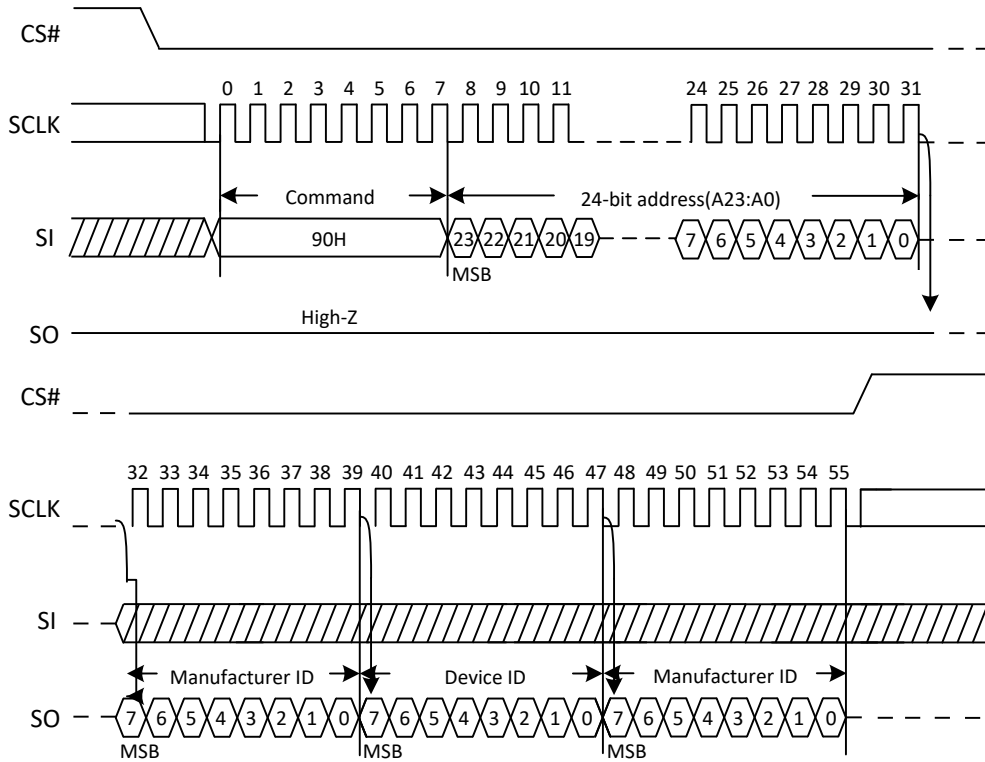 CS#
0 1 2 3 4 5 6 7 8 9 10 11 24 25 26 27 28 29 30 31
SCLK
Command 24-bit address(A23:A0)
SI 90H 23 22 21 20 19 7 6 5 4 3 2 1 0
MSB
High-Z
SO
CS#
32 33 34 35 36 37 38 39 40 41 42 43 44 45 46 47 48 49 50 51 52 53 54 55
SCLK
SI
Manufacturer ID Device ID Manufacturer ID
SO 7 6 5 4 3 2 1 0 7 6 5 4 3 2 1 0 7 6 5 4 3 2 1 0
MSB MSB MSB